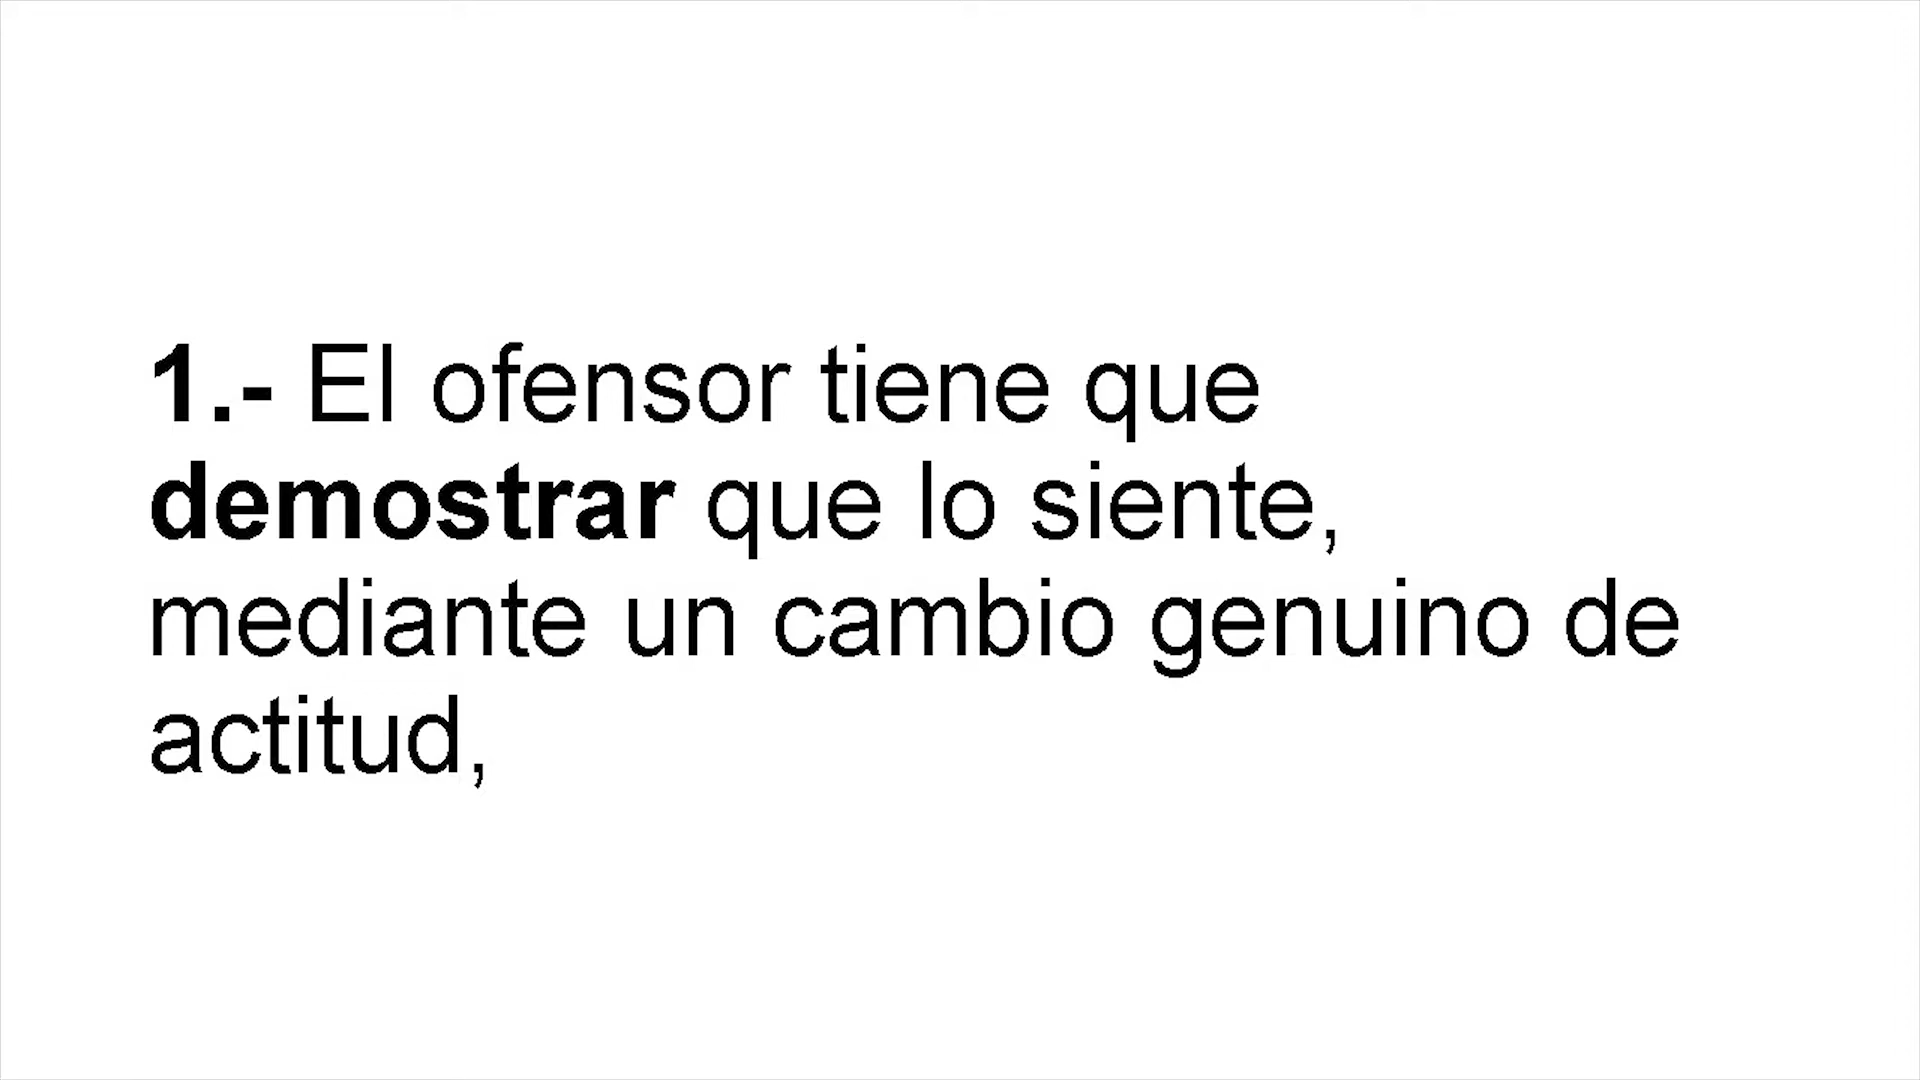 1.- El ofensor tiene que
demostrar que lo siente,
mediante un cambio genuino de
actitud,